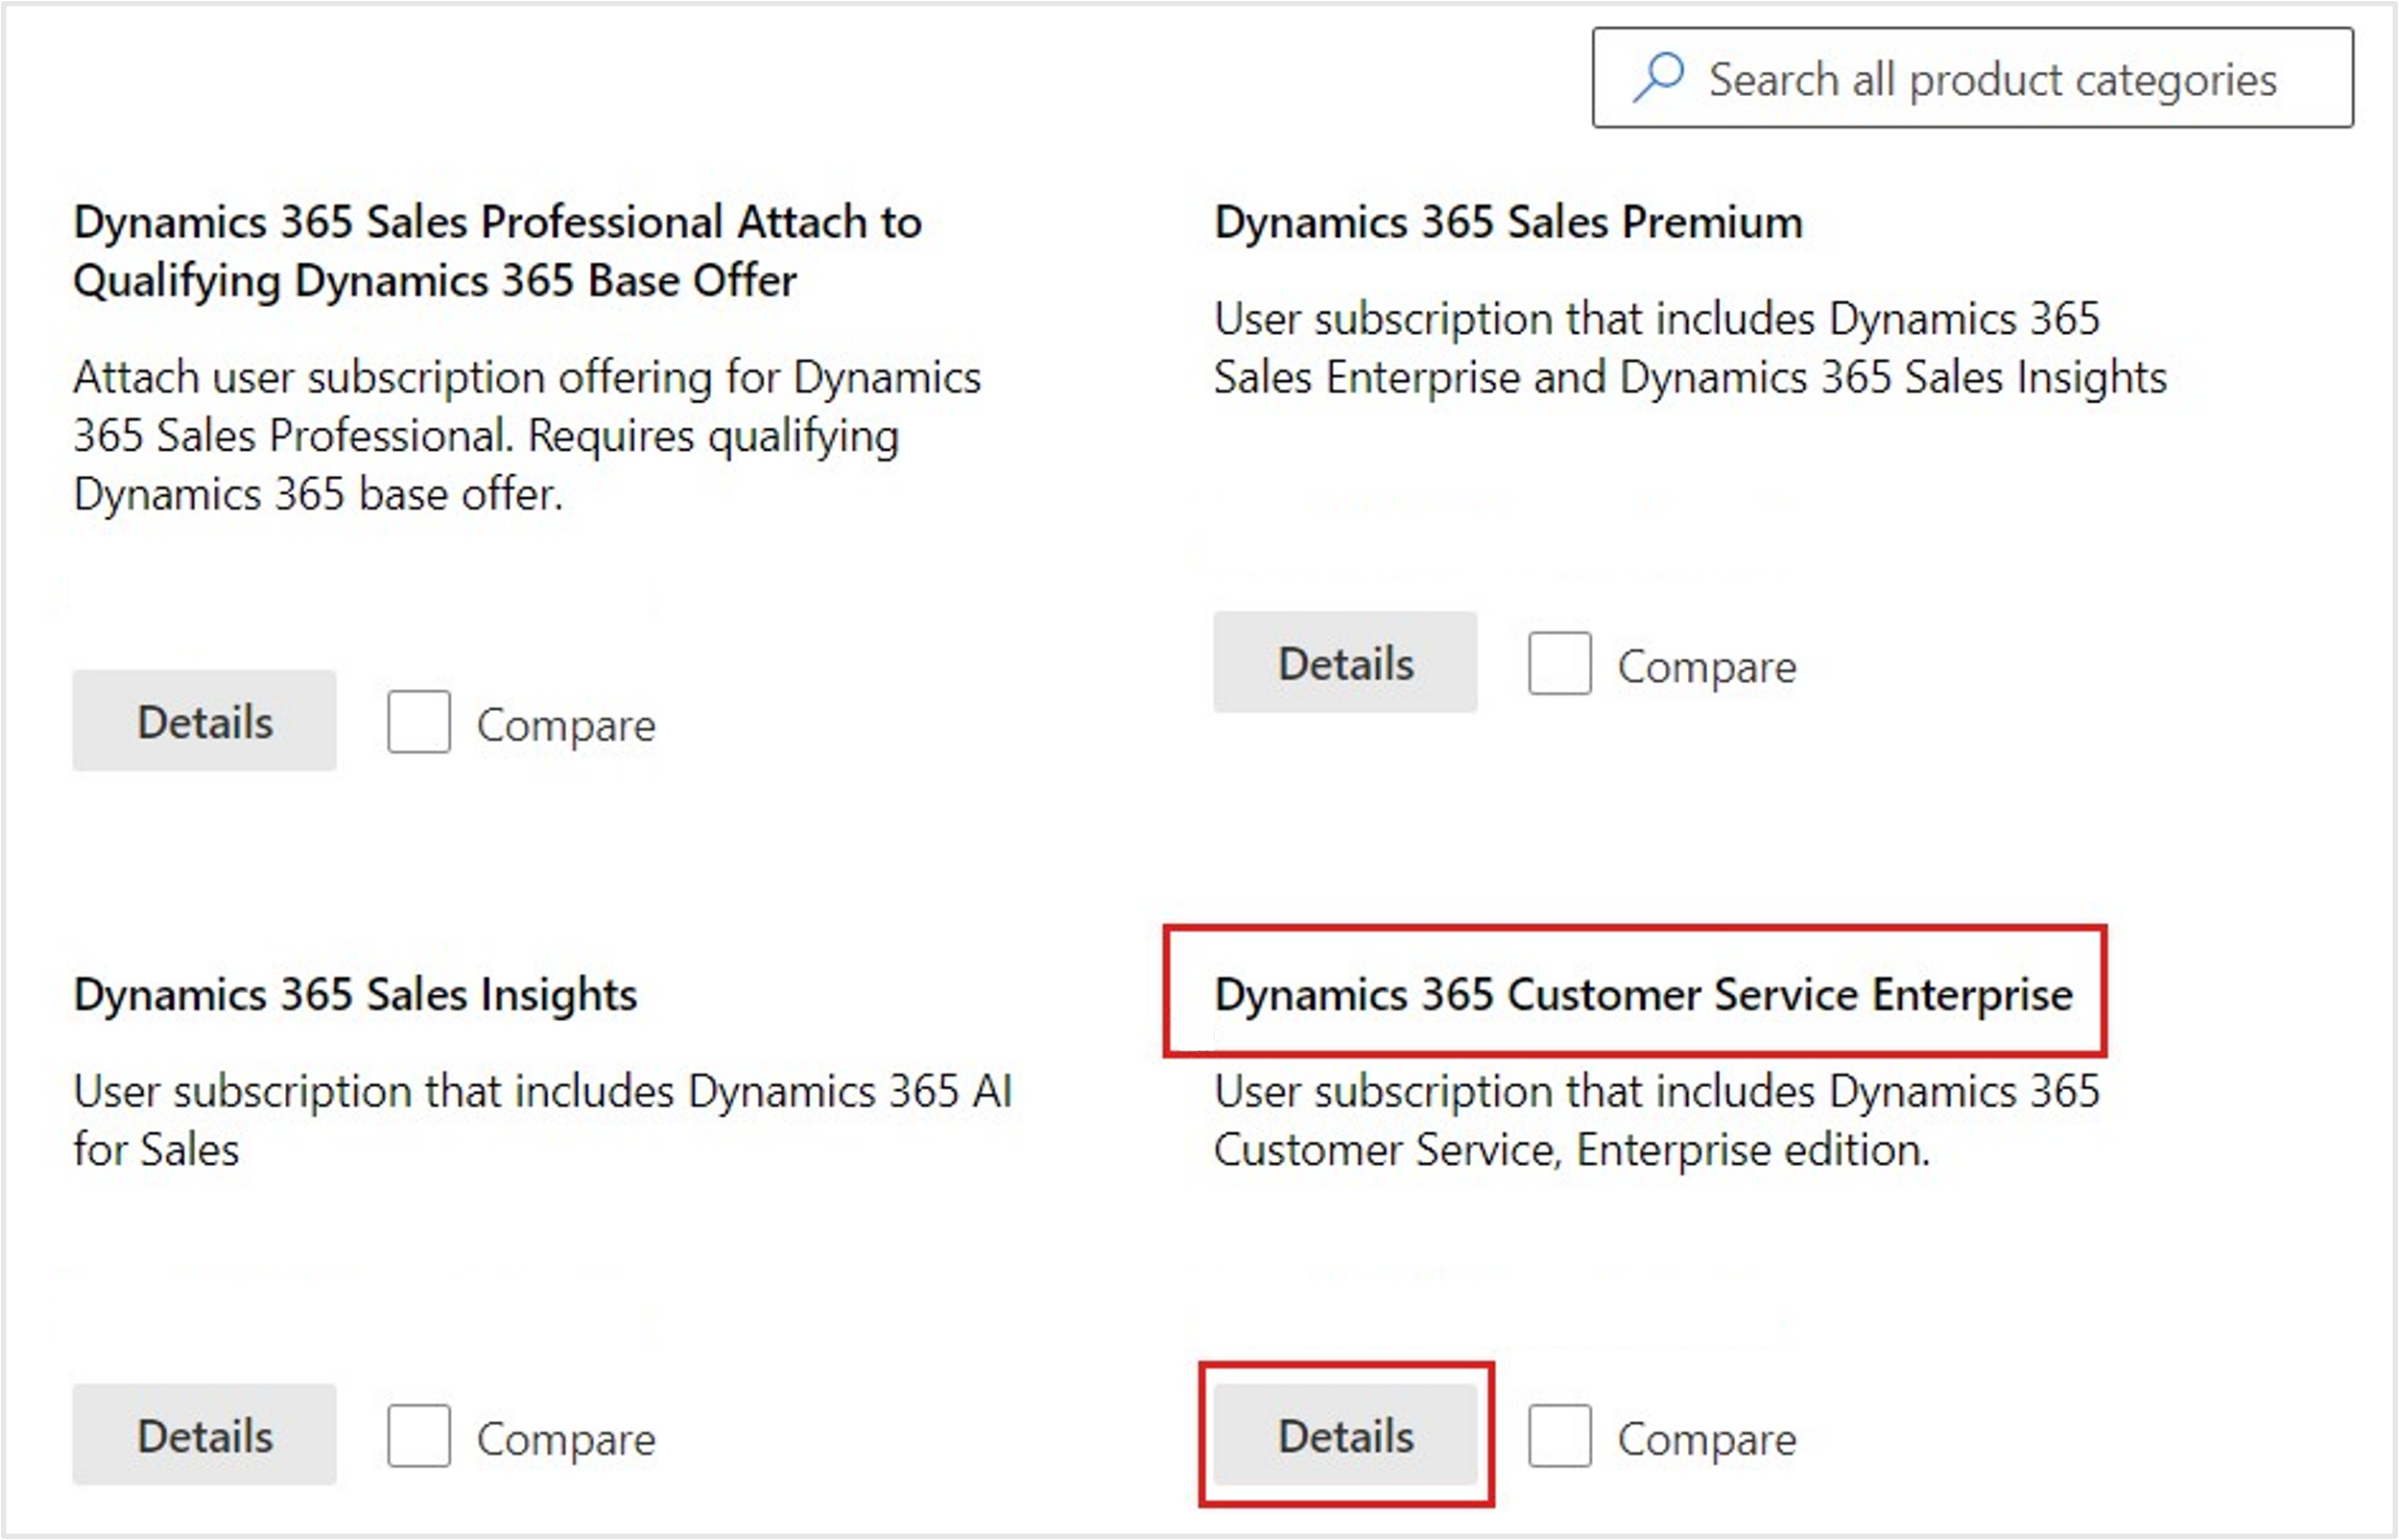 Search all product categories
Dynamics 365 Sales Professional Attach to
Qualifying Dynamics 365 Base Offer
Attach user subscription offering for Dynamics
365 Sales Professional. Requires qualifying
Dynamics 365 base offer.
Details
Compare
Dynamics 365 Sales Premium
User subscription that includes Dynamics 365
Sales Enterprise and Dynamics 365 Sales Insights
Details
Compare
Dynamics 365 Sales Insights
User subscription that includes Dynamics 365 AI
for Sales
Details
Compare
Dynamics 365 Customer Service Enterprise
User subscription that includes Dynamics 365
Customer Service, Enterprise edition.
Details
Compare